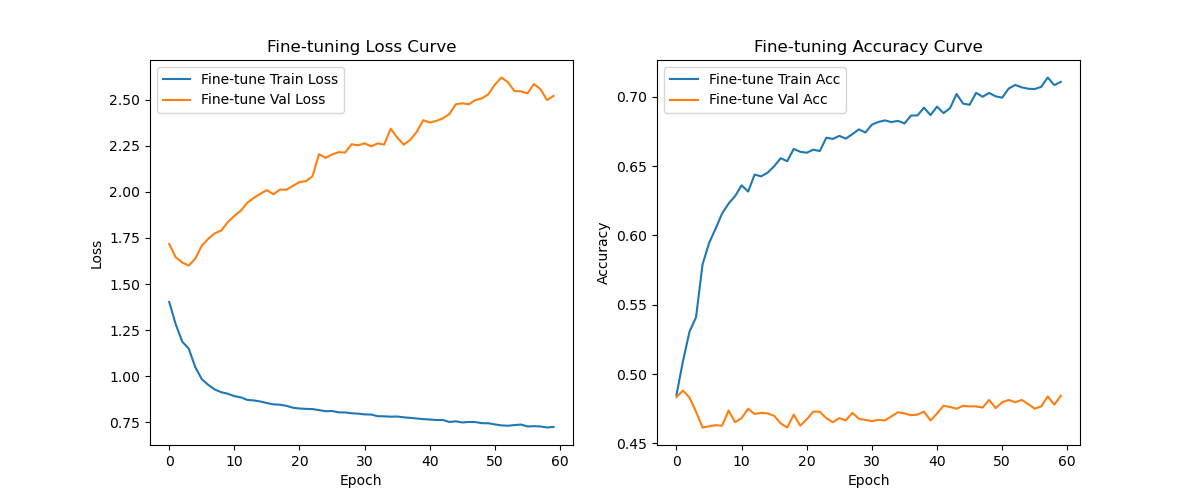 Fine-tuning Loss Curve
Fine-tune Train Loss
Fine-tune Val Loss
2.50
2.25
2.00
1.75
1.50
1.25
1.00
0.75
Loss
0 10 20 30 40 50 60
Epoch
Fine-tuning Accuracy Curve
Fine-tune Train Acc
Fine-tune Val Acc
0.70
0.65
0.60
0.55
0.50
0.45
Accuracy
0 10 20 30 40 50 60
Epoch